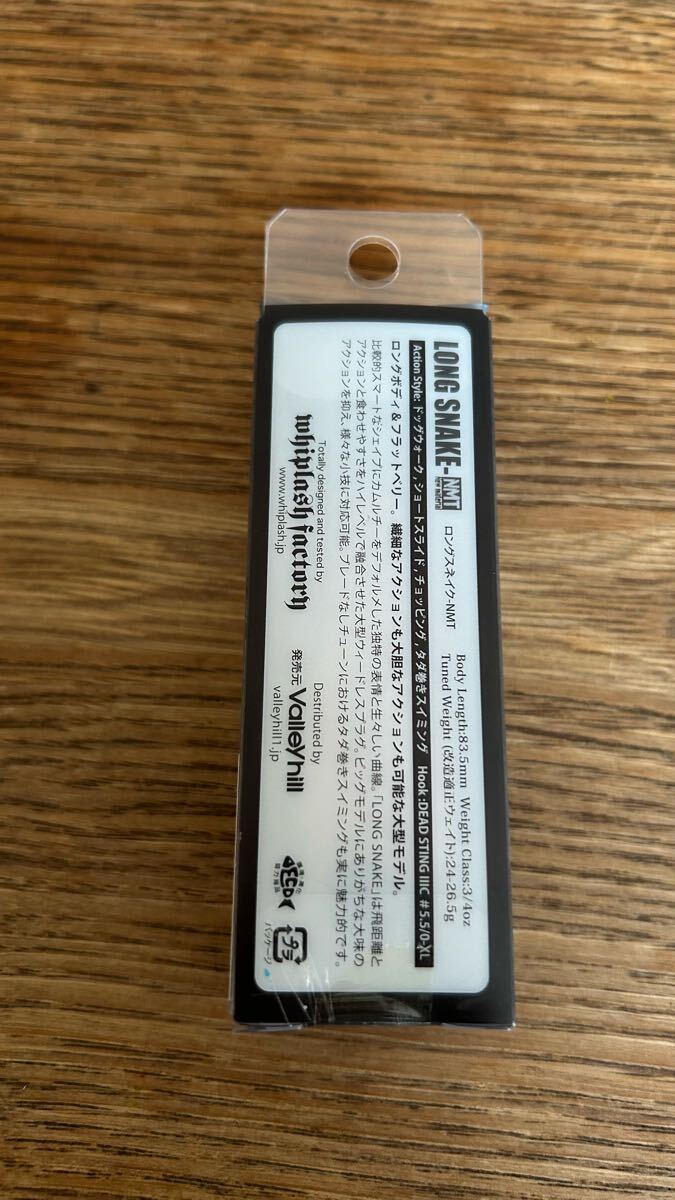 LONG SNAKE-NMT
new material
ロングスネイク-NMT
Body Length:83.5mm Weight Class:3/4oz
Tuned Weight (改造適正ウェイト):24-26.5g
Action Style: ドッグウォーク, ショートスライド, チョッピング, タダ巻きスイミング Hook :DEAD STING IIIC #5.5/0-XL
ロングボディ&フラットベリー。繊細なアクションも大胆なアクションも可能な大型モデル。
比較的スマートなシェイプにカムルチーをデフォルメした独特の表情と生々しい曲線。「LONG SNAKE」は飛距離と
アクションと食わせやすさをハイレベルで融合させた大型ウィードレスプラグ。ビッグモデルにありがちな大味の
アクションを抑え、様々な小技に対応可能。ブレードなしチューンにおけるタダ巻きスイミングも実に魅力的です。
Totally designed and tested by
whiplash factory
www.whiplash.jp
Destributed by
発売元 Valleyhill
valleyhill1.jp
ECO
プラ
パッケージ